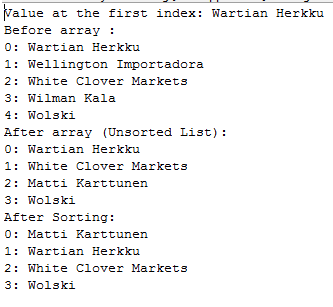 Value at the first index: Wartian Herkku
Before array :
0: Wartian Herkku
1: Wellington Importadora
2: White Clover Markets
3: Wilman Kala
4: Wolski
After array (Unsorted List):
0: Wartian Herkku
1: White Clover Markets
2: Matti Karttunen
3: Wolski
After Sorting:
0: Matti Karttunen
1: Wartian Herkku
2: White Clover Markets
3: Wolski